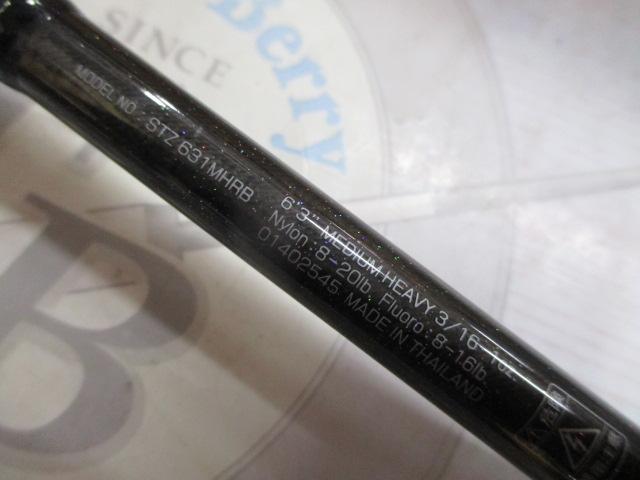 SINCE
Berry
B
MODEL NO. STZ 631MHRB
6'3" MEDIUM HEAVY 3/16-1oz.
Nylon:8-20lb. Fluoro:8-16lb.
01402545 MADE IN THAILAND